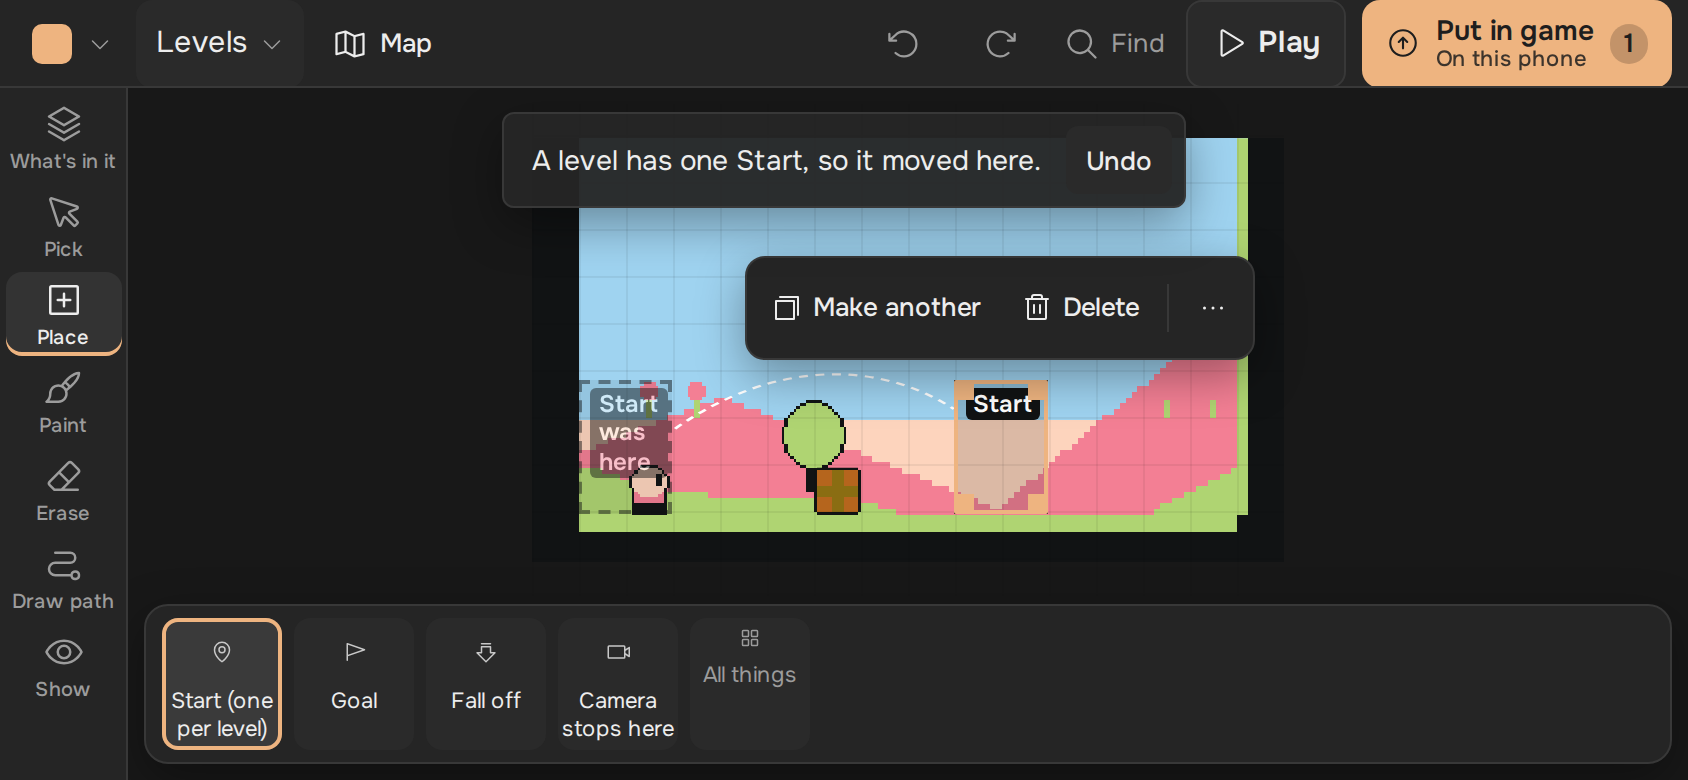 Levels
Map
Find
Play
Put in game
On this phone
1
What's in it
Pick
Place
Paint
Erase
Draw path
Show
A level has one Start, so it moved here.
Undo
Make another
Delete
Start
was
here
Start
Start (one
per level)
Goal
Fall off
Camera
stops here
All things